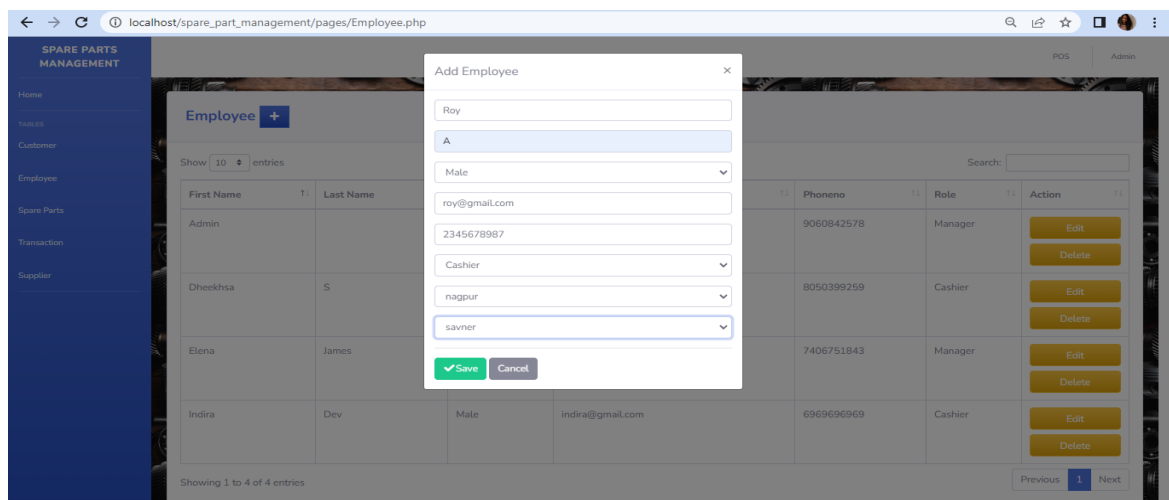 localhost/spare_part_management/pages/Employee.php
SPARE PARTS
MANAGEMENT
POS
Admin
Home
TABLES
Customer
Employee
Spare Parts
Transaction
Supplier
Employee +
Show 10 entries
Search:
First Name Last Name Phoneno Role Action
Admin 9060842578 Manager Edit
Delete
Dheekhsa S 8050399259 Cashier Edit
Delete
Elena James 7406751843 Manager Edit
Delete
Indira Dev Male indira@gmail.com 6969696969 Cashier Edit
Delete
Showing 1 to 4 of 4 entries
Previous 1 Next
Add Employee ×
Roy
A
Male
roy@gmail.com
2345678987
Cashier
nagpur
savner
Save Cancel